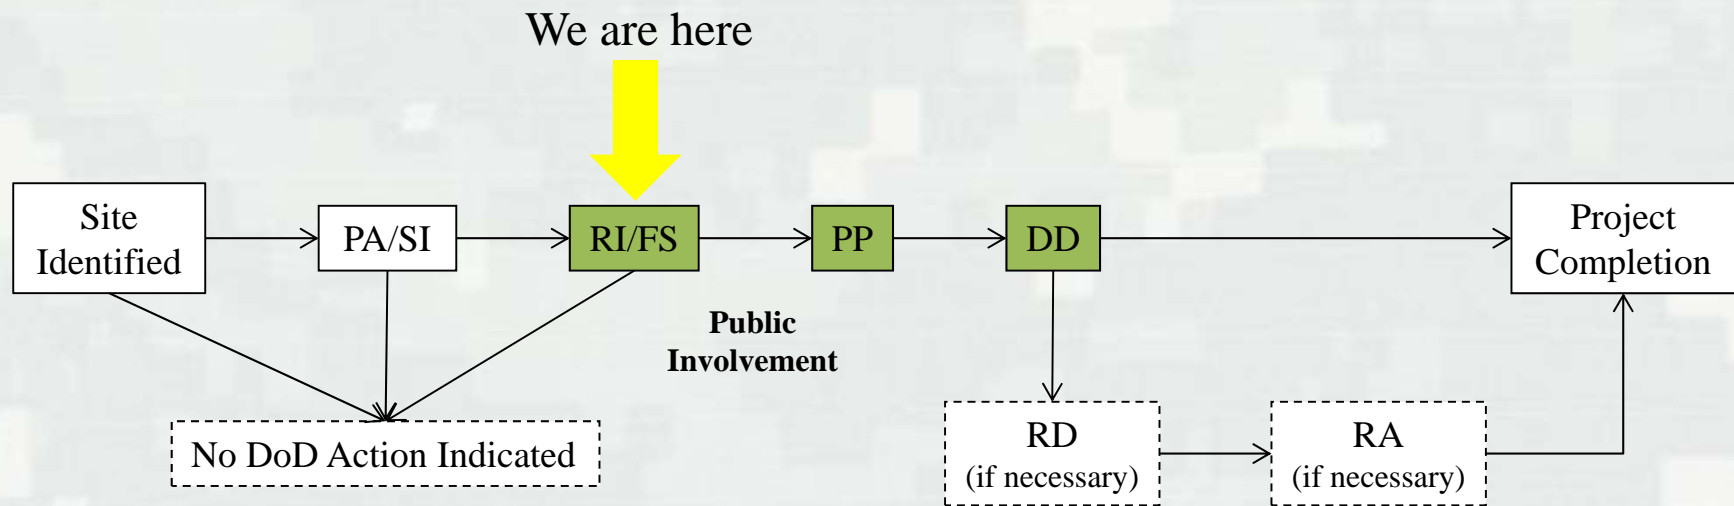 We are here
Site
Identified
PA/SI
RI/FS
PP
DD
Project
Completion
Public
Involvement
No DoD Action Indicated
RD
(if necessary)
RA
(if necessary)